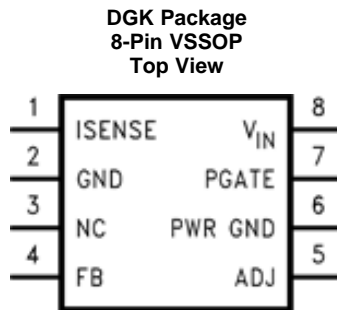 DGK Package
8-Pin VSSOP
Top View
1 ISENSE VIN 8
2 GND PGATE 7
3 NC PWR GND 6
4 FB ADJ 5